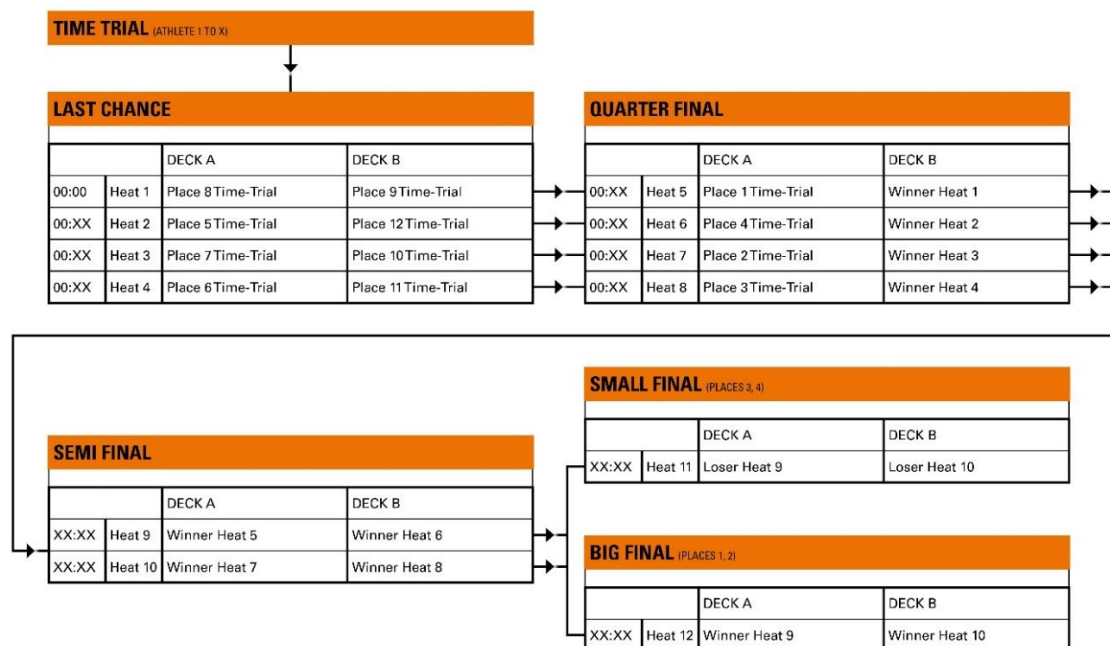 TIME TRIAL (ATHLETE 1 TO X)
LAST CHANCE
DECK A DECK B
00:00 Heat 1 Place 8 Time-Trial Place 9 Time-Trial
00:XX Heat 2 Place 5 Time-Trial Place 12 Time-Trial
00:XX Heat 3 Place 7 Time-Trial Place 10 Time-Trial
00:XX Heat 4 Place 6 Time-Trial Place 11 Time-Trial
QUARTER FINAL
DECK A DECK B
00:XX Heat 5 Place 1 Time-Trial Winner Heat 1
00:XX Heat 6 Place 4 Time-Trial Winner Heat 2
00:XX Heat 7 Place 2 Time-Trial Winner Heat 3
00:XX Heat 8 Place 3 Time-Trial Winner Heat 4
SEMI FINAL
DECK A DECK B
XX:XX Heat 9 Winner Heat 5 Winner Heat 6
XX:XX Heat 10 Winner Heat 7 Winner Heat 8
SMALL FINAL (PLACES 3, 4)
DECK A DECK B
XX:XX Heat 11 Loser Heat 9 Loser Heat 10
BIG FINAL (PLACES 1, 2)
DECK A DECK B
XX:XX Heat 12 Winner Heat 9 Winner Heat 10